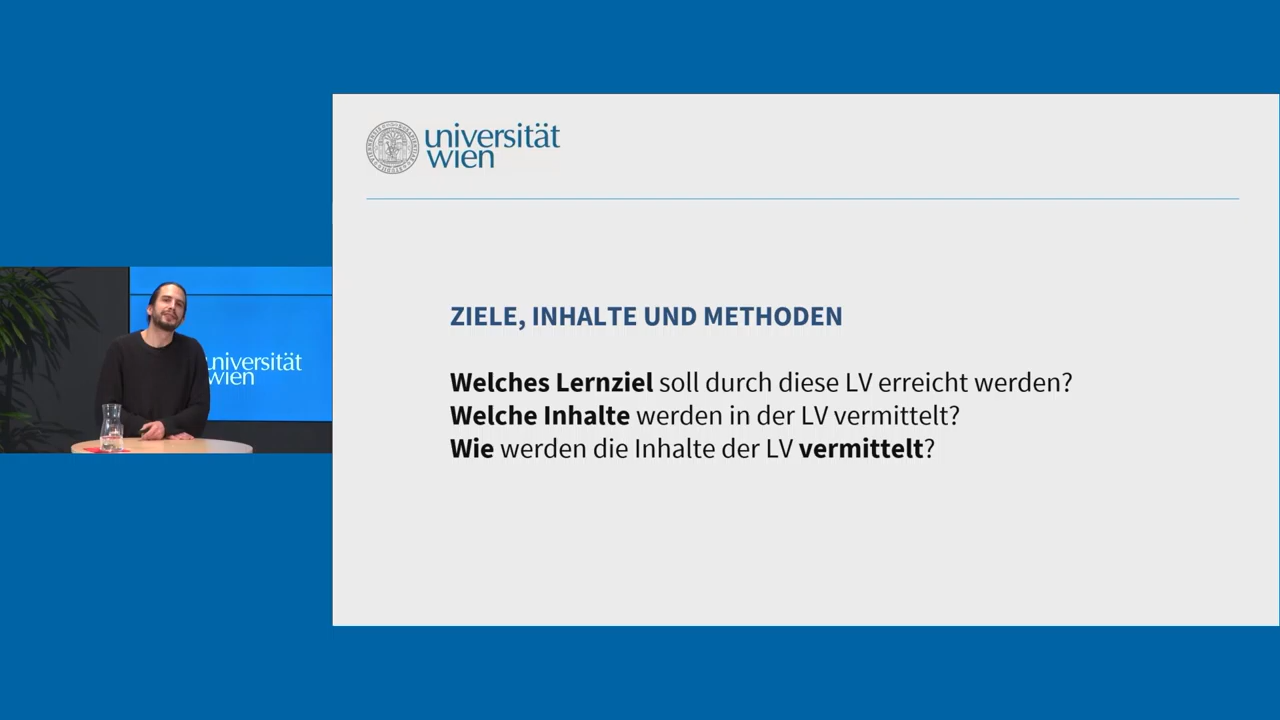 universität
wien
ZIELE, INHALTE UND METHODEN
Welches Lernziel soll durch diese LV erreicht werden?
Welche Inhalte werden in der LV vermittelt?
Wie werden die Inhalte der LV vermittelt?
universität
wien